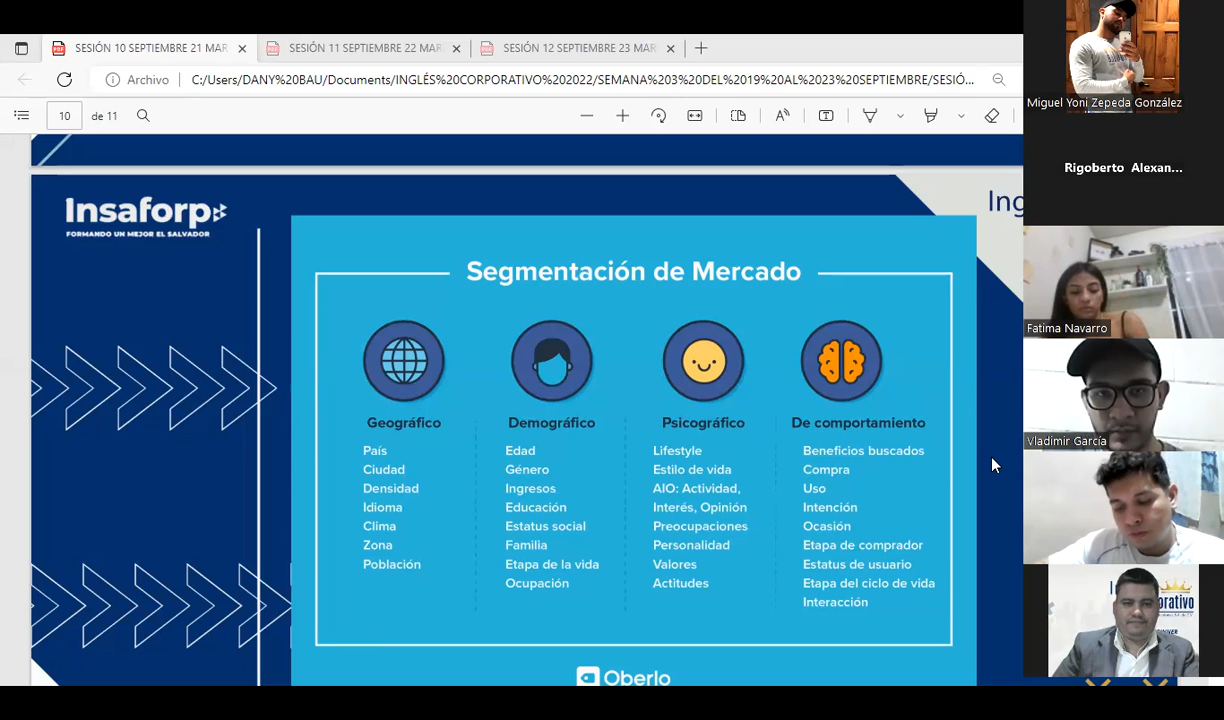 SESIÓN 10 SEPTIEMBRE 21 MAR
SESIÓN 11 SEPTIEMBRE 22 MAR
SESIÓN 12 SEPTIEMBRE 23 MAR
Archivo
C:/Users/DANY%20BAU/Documents/INGLÉS%20CORPORATIVO%202022/SEMANA%203%20DEL%2019%20AL%2023%20SEPTIEMBRE/SESIÓ...
10
de 11
Insaforp
FORMANDO UN MEJOR EL SALVADOR
Ing
Segmentación de Mercado
Geográfico
País
Ciudad
Densidad
Idioma
Clima
Zona
Población
Demográfico
Edad
Género
Ingresos
Educación
Estatus social
Familia
Etapa de la vida
Ocupación
Psicográfico
Lifestyle
Estilo de vida
AIO: Actividad,
Interés, Opinión
Preocupaciones
Personalidad
Valores
Actitudes
De comportamiento
Beneficios buscados
Compra
Uso
Intención
Ocasión
Etapa de comprador
Estatus de usuario
Etapa del ciclo de vida
Interacción
Oberlo
Miguel Yoni Zepeda González
Rigoberto Alexan...
Fatima Navarro
Vladimir García